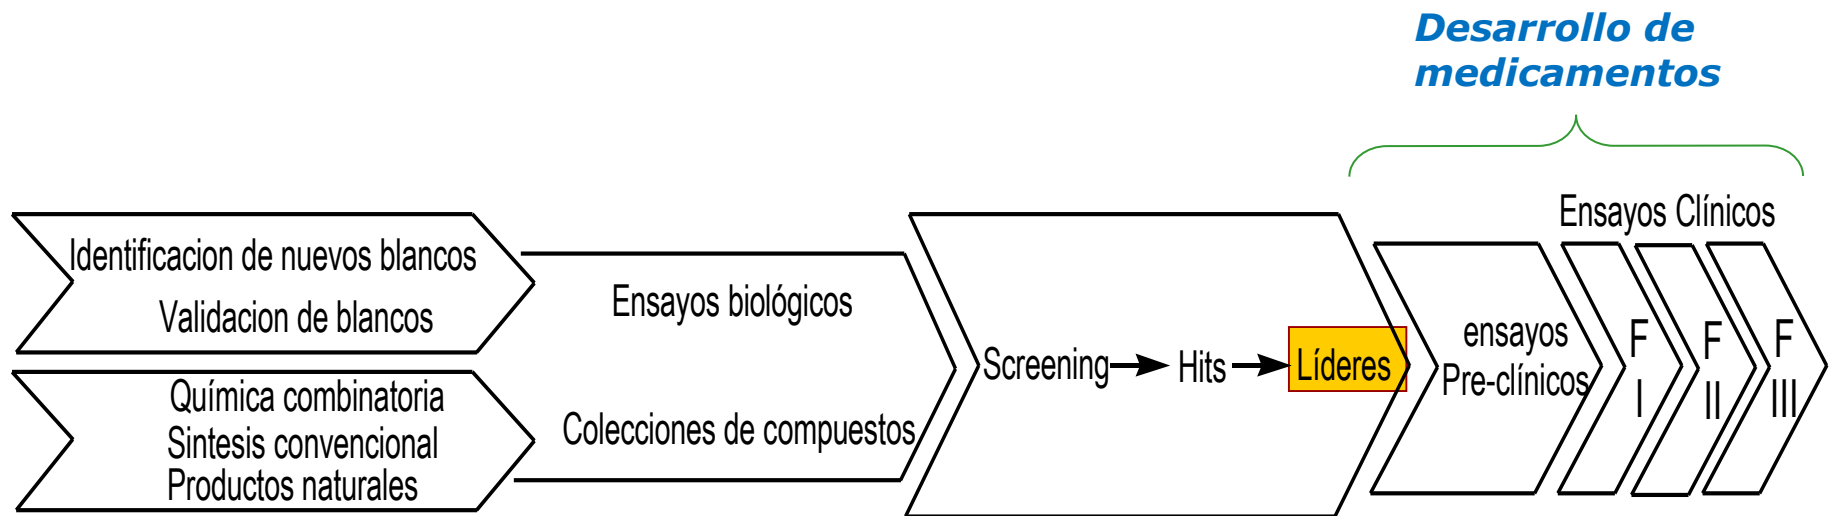 Desarrollo de
medicamentos
Identificacion de nuevos blancos
Validacion de blancos
Química combinatoria
Sintesis convencional
Productos naturales
Ensayos biológicos
Colecciones de compuestos
Screening
Hits
Líderes
ensayos
Pre-clínicos
Ensayos Clínicos
F
I
F
II
F
III